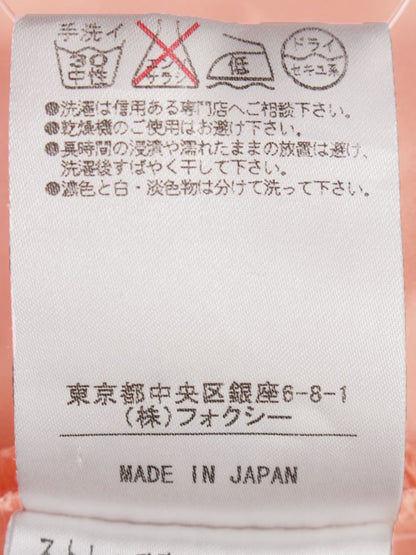 手洗イ
30
中性
エンソ
サラシ
低
ドライ
セキユ系
●洗濯は信用ある専門店へご相談下さい。
●乾燥機のご使用はお避け下さい。
●長時間の浸漬や濡れたままの放置は避け、
洗濯後すばやく干して下さい。
●濃色と白・淡色物は分けて洗って下さい。
東京都中央区銀座6-8-1
(株)フォクシー
MADE IN JAPAN